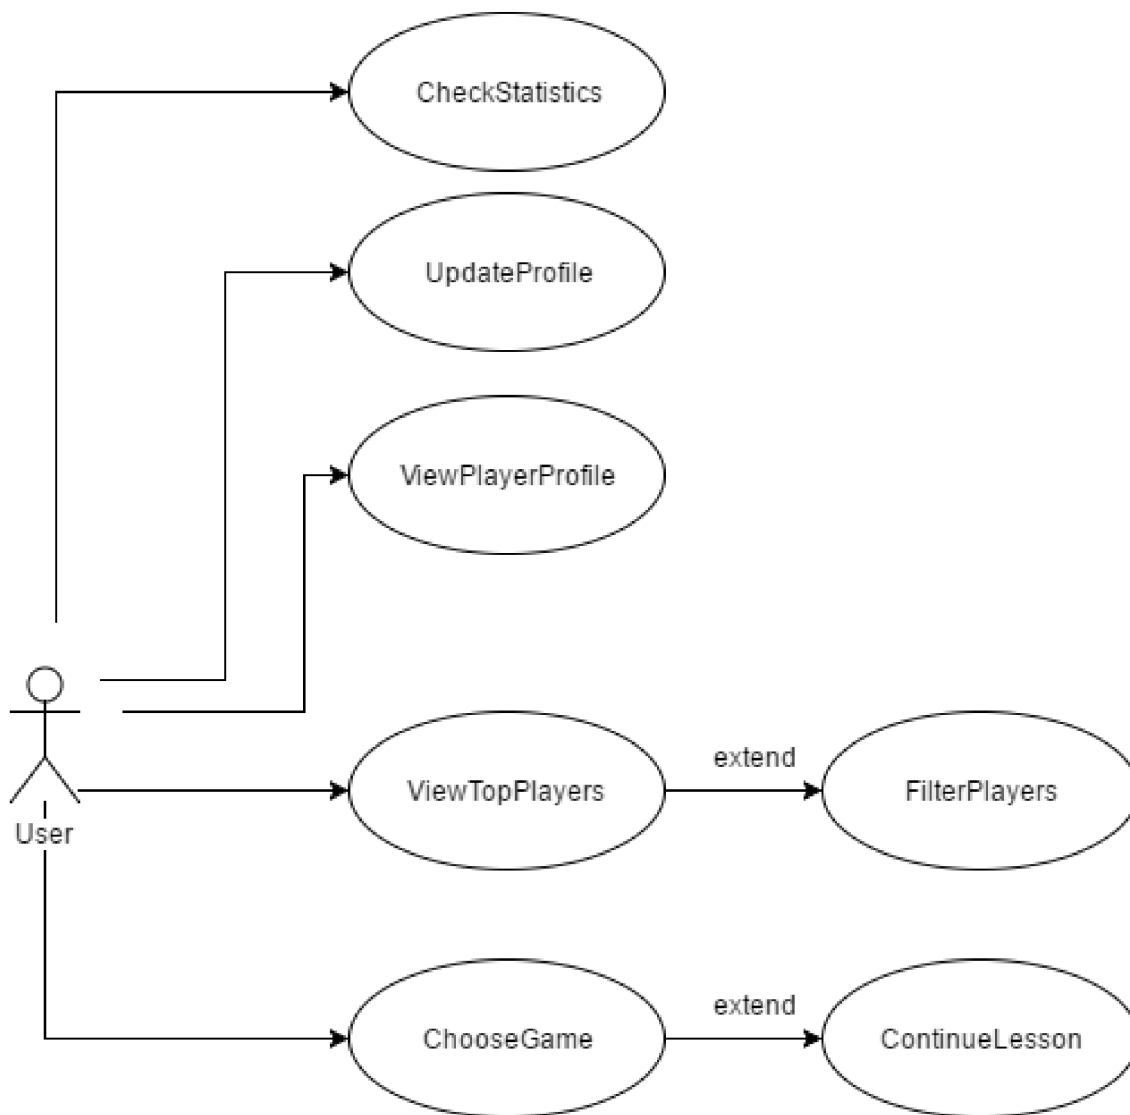 CheckStatistics
UpdateProfile
ViewPlayerProfile
ViewTopPlayers
extend
FilterPlayers
User
ChooseGame
extend
ContinueLesson